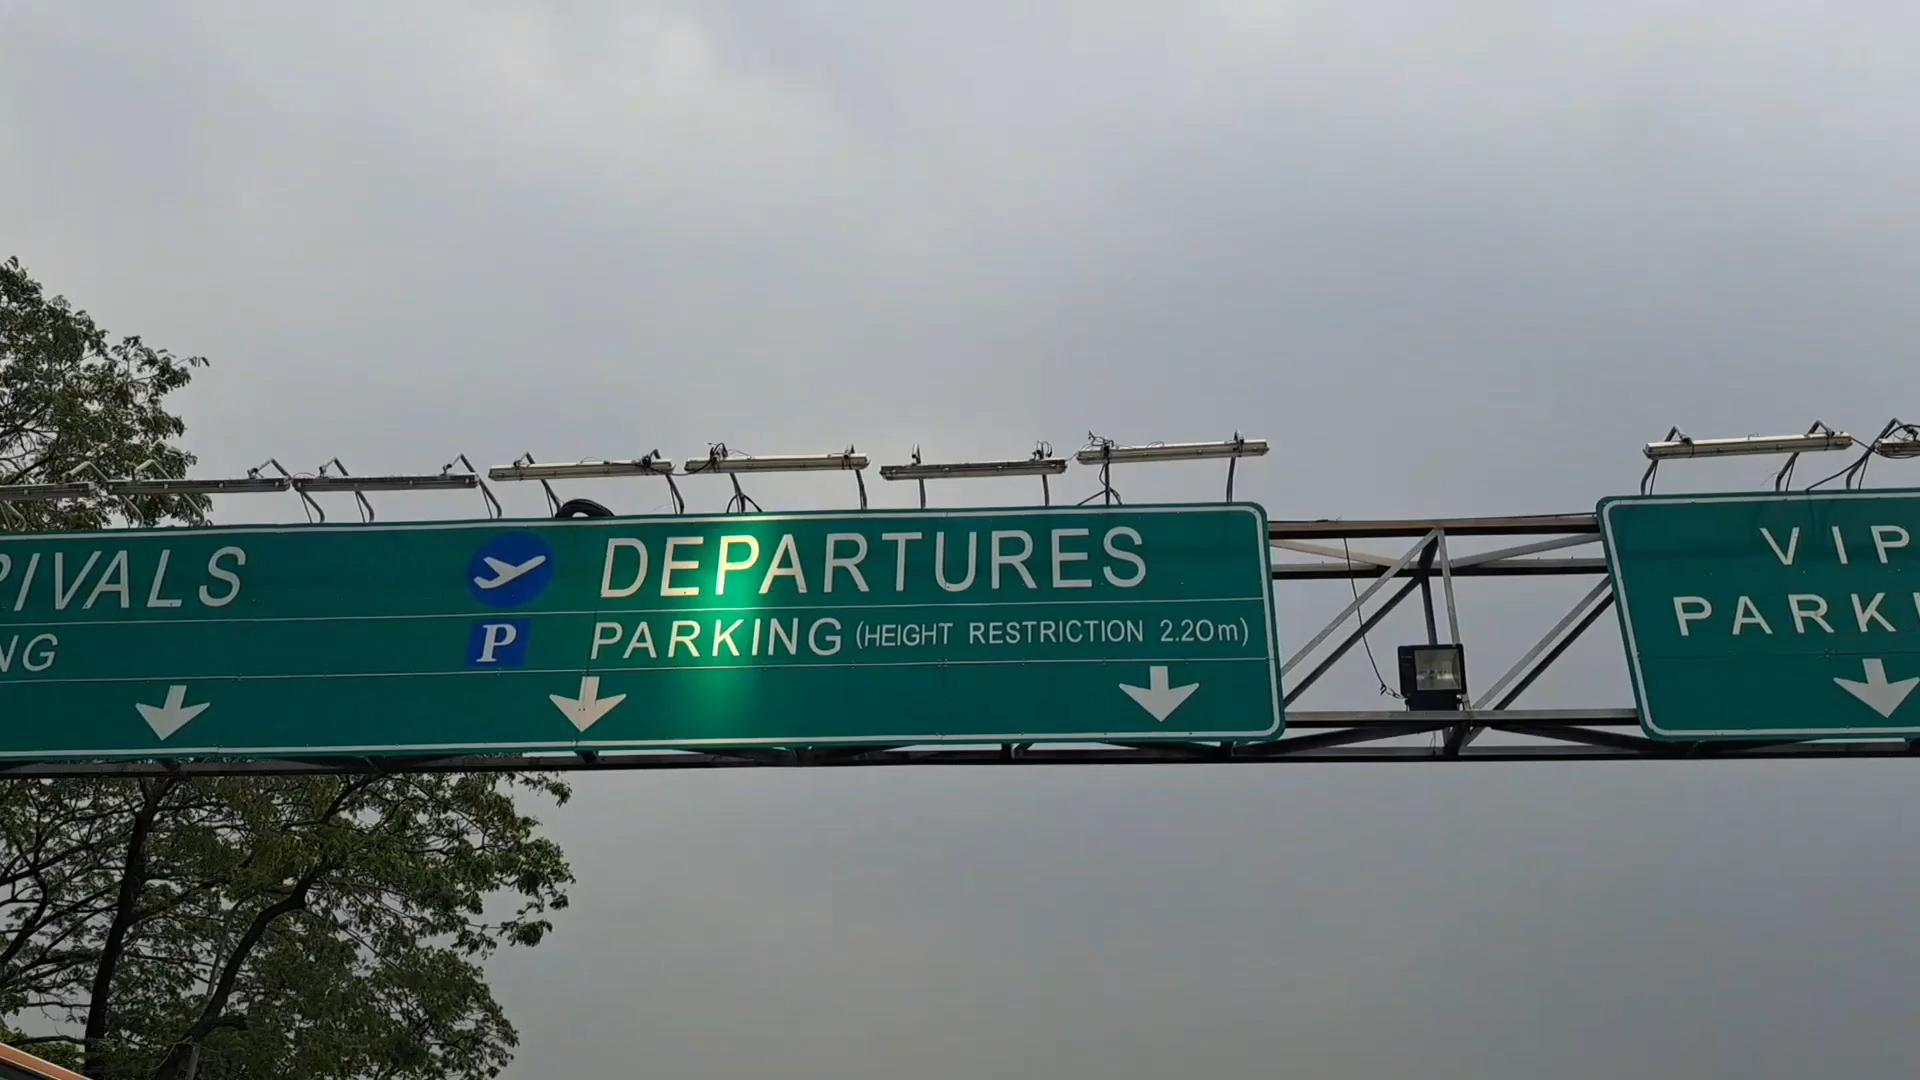 RIVALS
NG
DEPARTURES
P PARKING (HEIGHT RESTRICTION 2.20m)
VIP
PARK